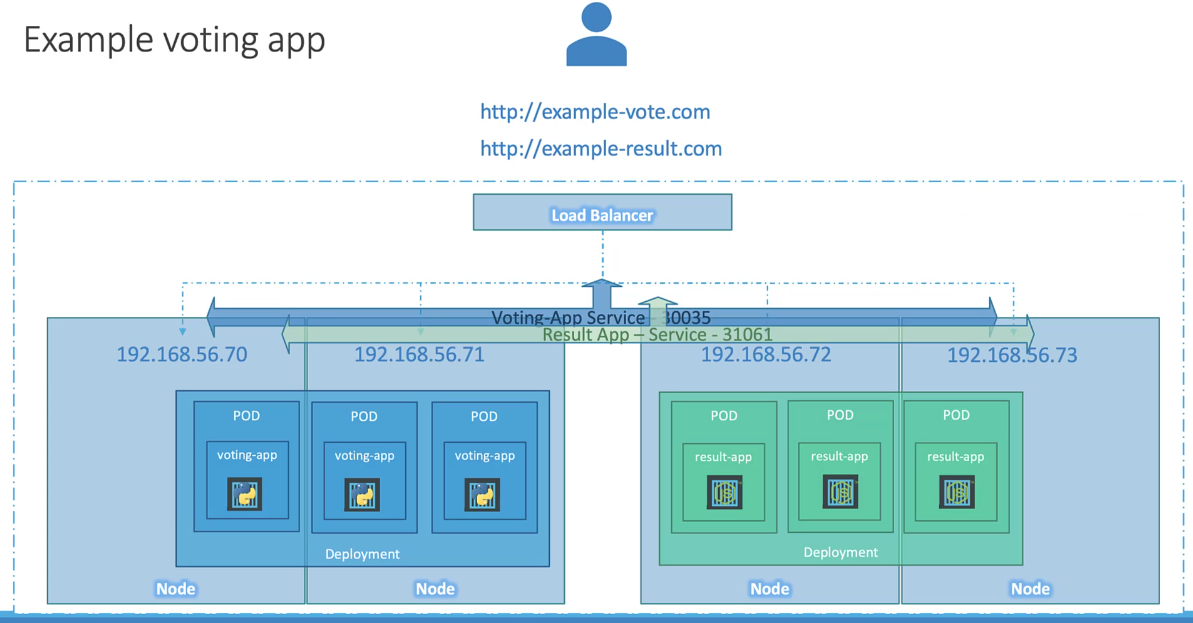 Example voting app
http://example-vote.com
http://example-result.com
Load Balancer
Voting-App Service - 30035
Result App – Service - 31061
192.168.56.70
192.168.56.71
192.168.56.72
192.168.56.73
POD
POD
POD
POD
POD
POD
voting-app
voting-app
voting-app
result-app
result-app
result-app
JS
JS
JS
Deployment
Deployment
Node
Node
Node
Node